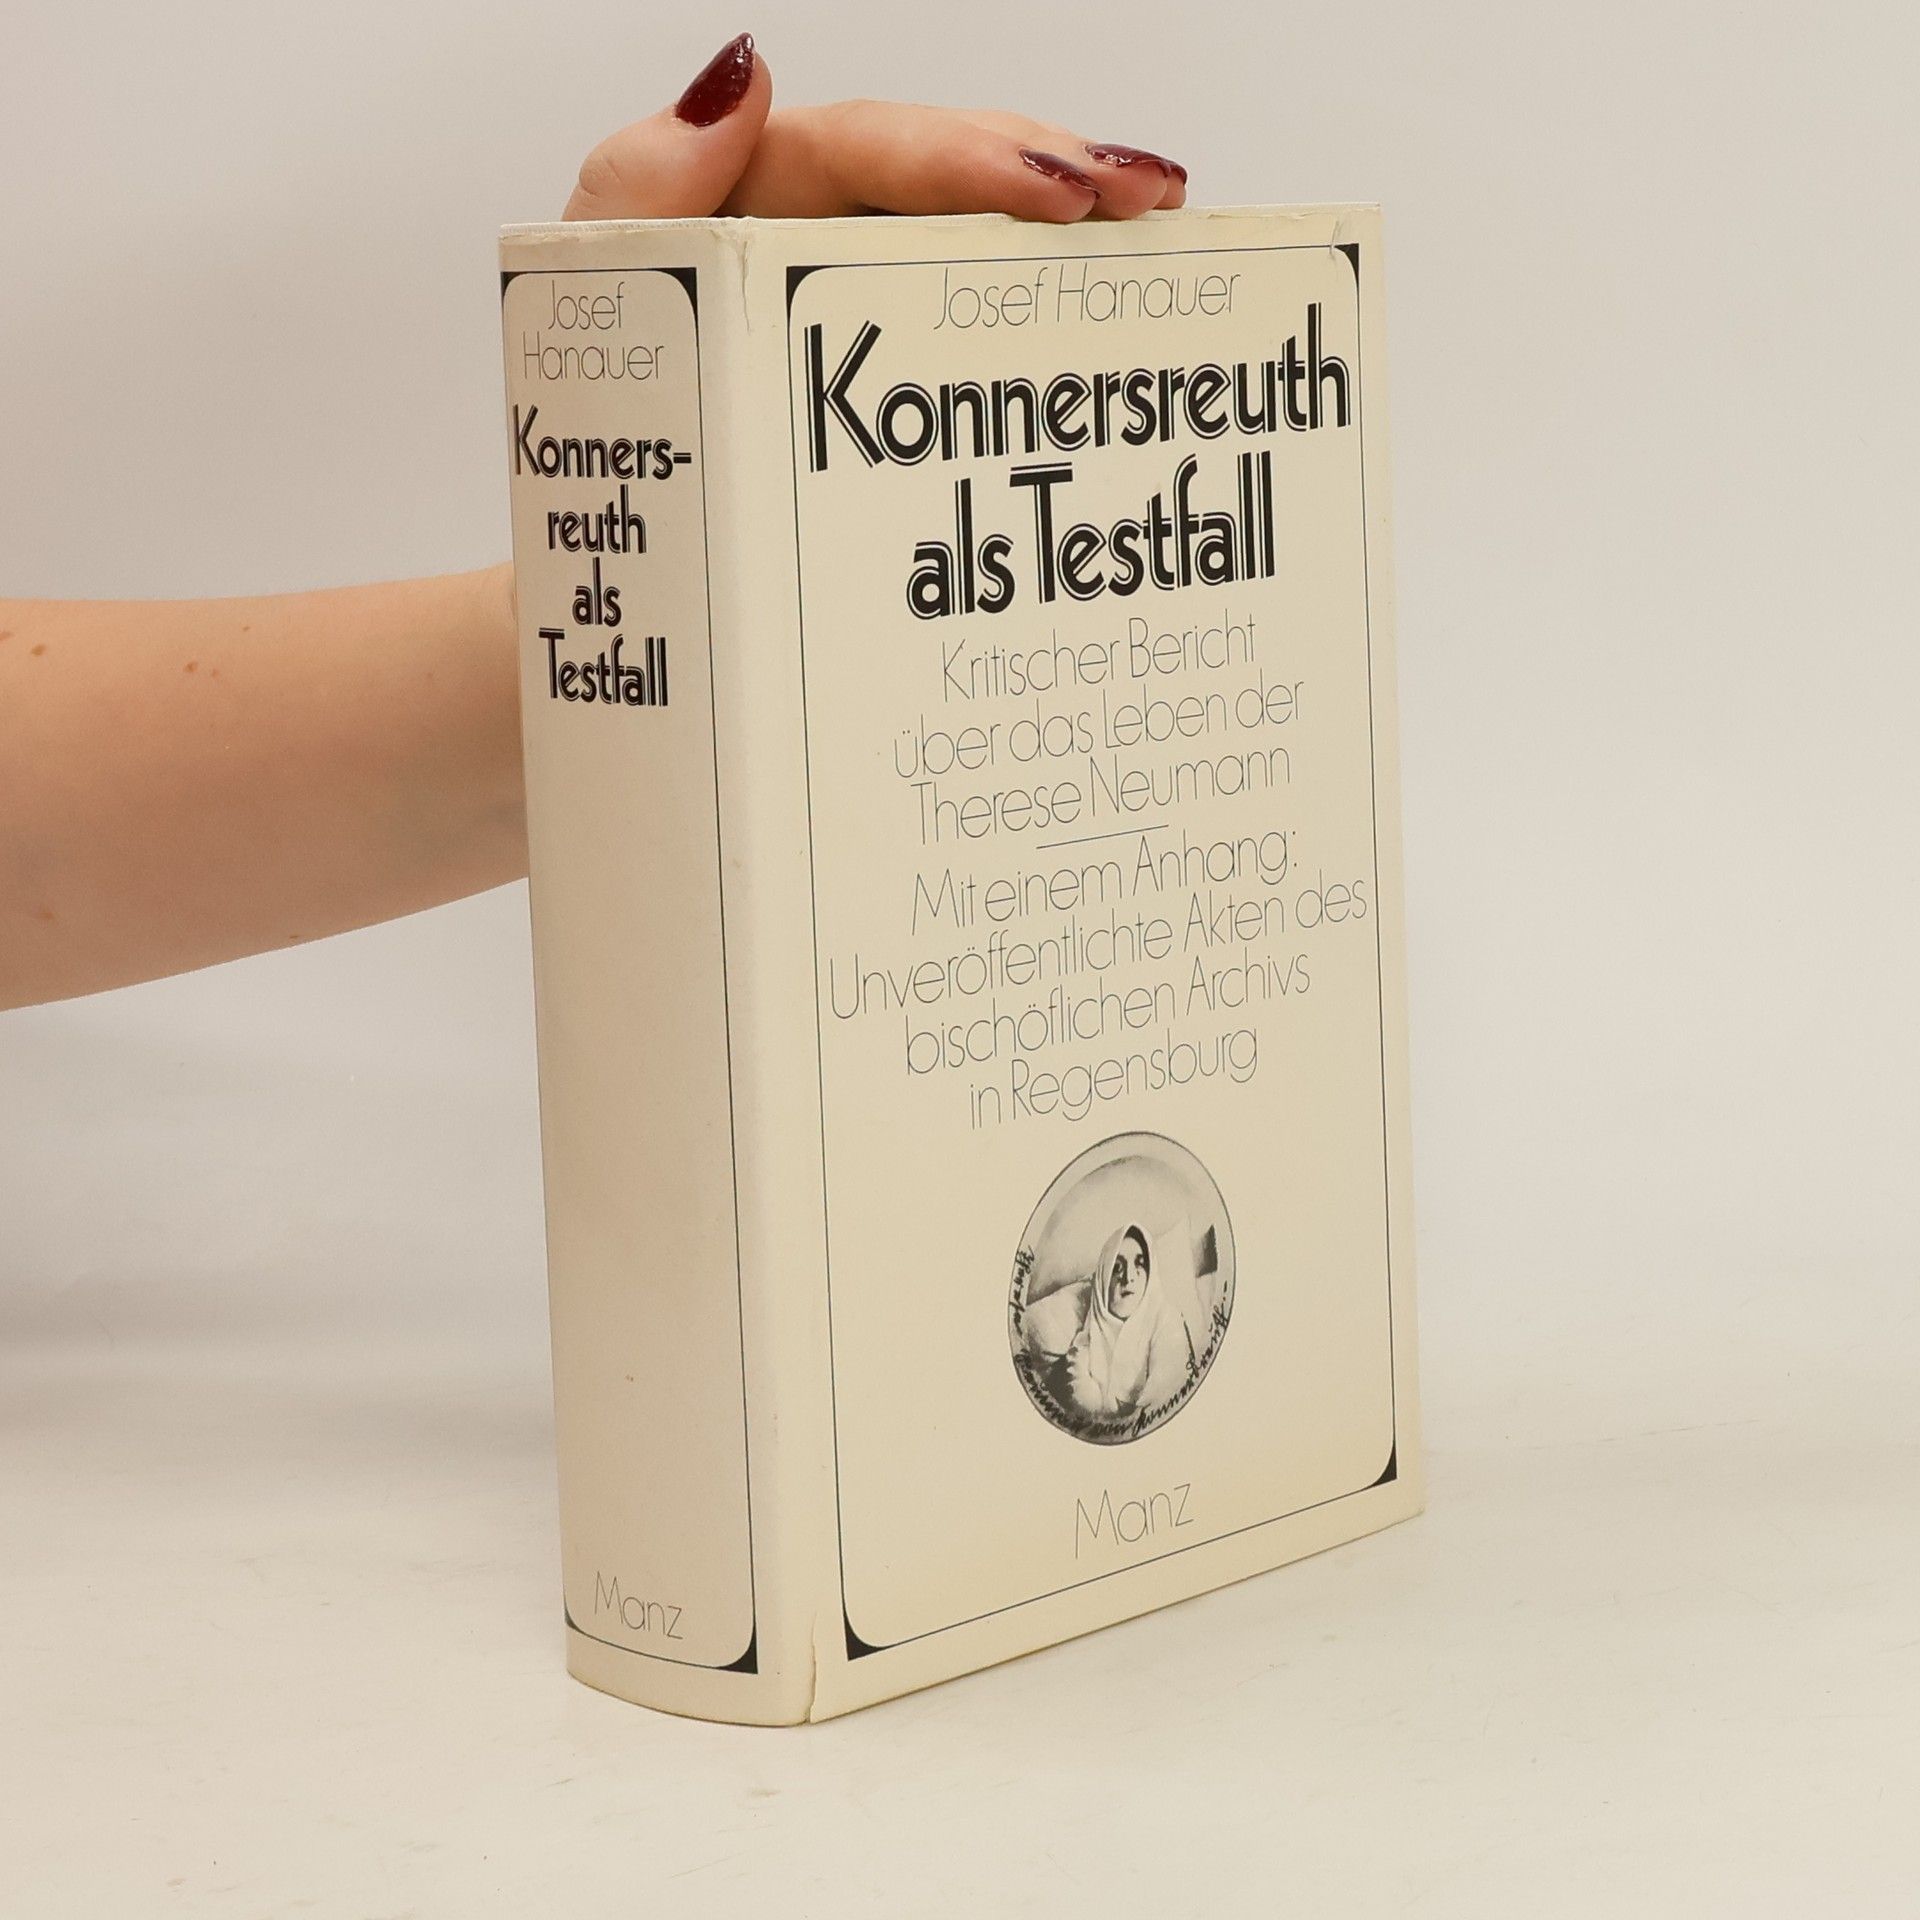 Josef
Hanauer
Konners-
reuth
als
Testfall
Manz
Josef Hanauer
Konnersreuth
als Testfall
Kritischer Bericht
über das Leben der
Therese Neumann
Mit einem Anhang:
Unveröffentlichte Akten des
bischöflichen Archivs
in Regensburg
Manz